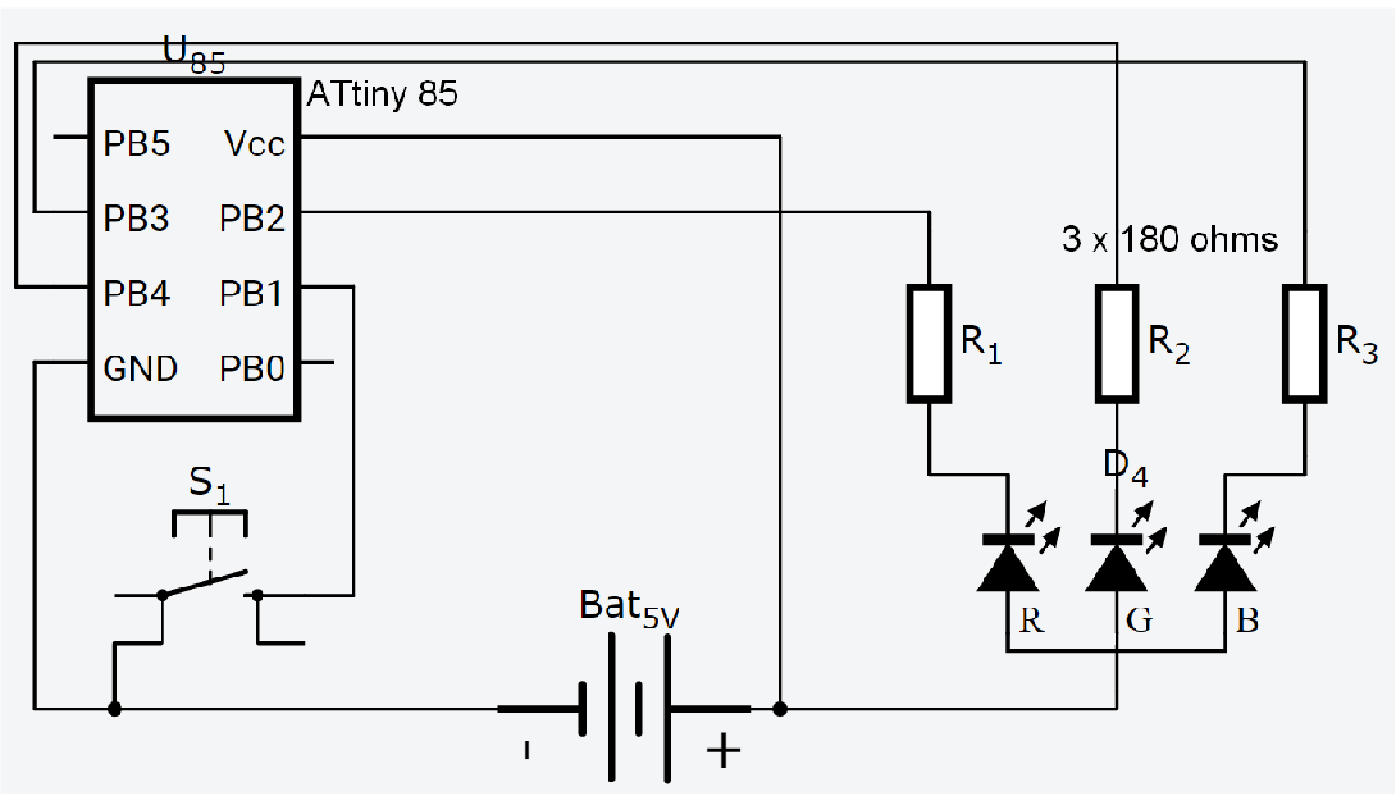 U85
ATtiny 85
PB5 Vcc
PB3 PB2
3 x 180 ohms
PB4 PB1
R1 R2 R3
GND PB0
D4
S1
Bat5V
R G B
- +